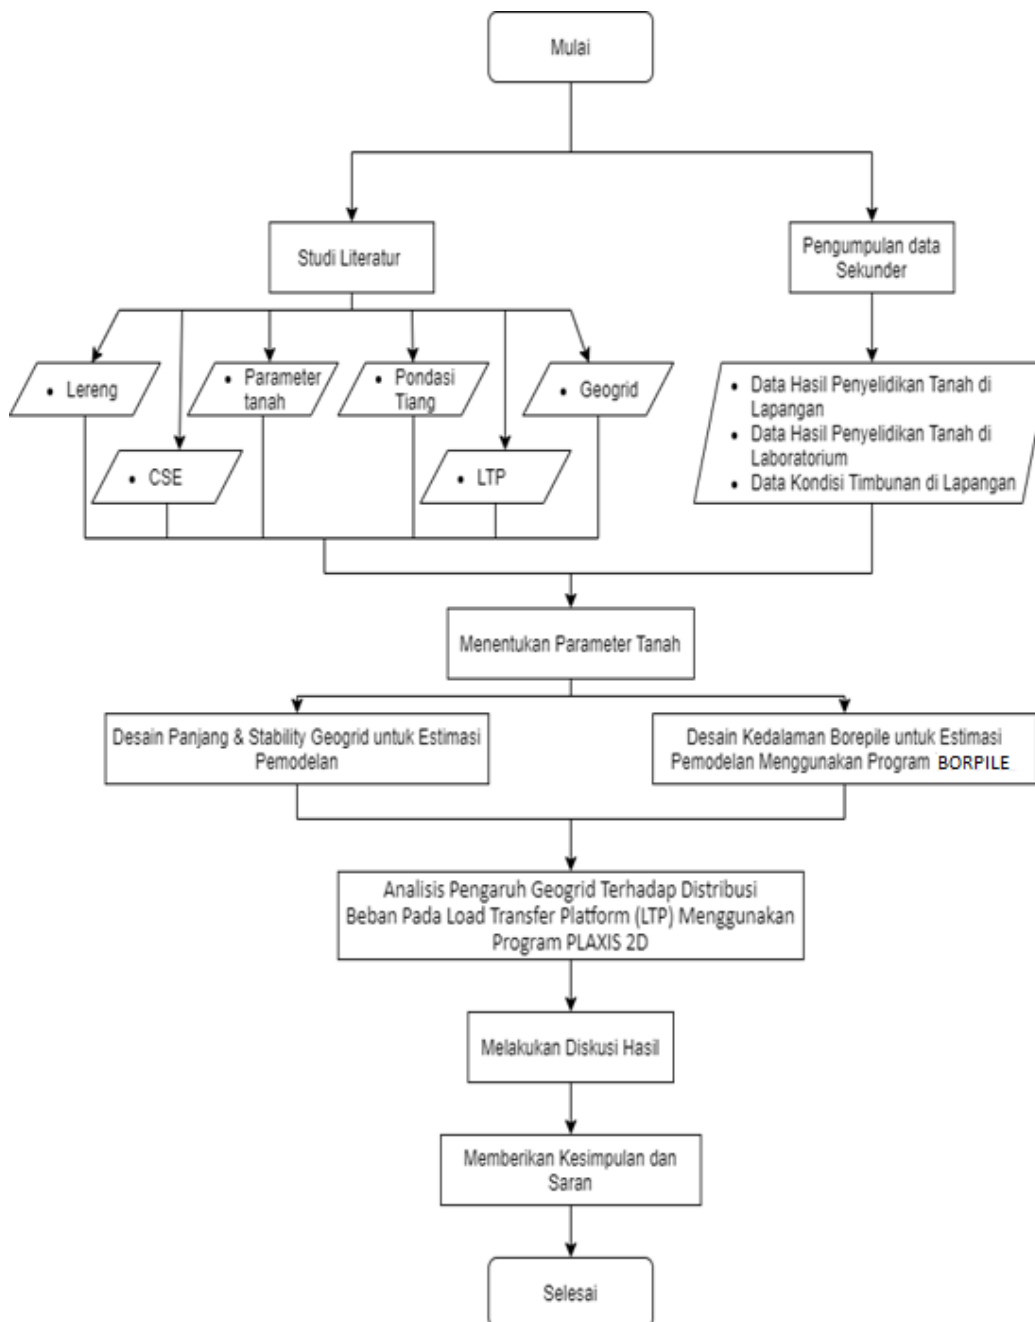 Mulai
Studi Literatur
Pengumpulan data
Sekunder
• Lereng
• Parameter
tanah
• Pondasi
Tiang
• Geogrid
• CSE
• LTP
• Data Hasil Penyelidikan Tanah di
Lapangan
• Data Hasil Penyelidikan Tanah di
Laboratorium
• Data Kondisi Timbunan di Lapangan
Menentukan Parameter Tanah
Desain Panjang & Stability Geogrid untuk Estimasi
Pemodelan
Desain Kedalaman Borepile untuk Estimasi
Pemodelan Menggunakan Program BORPILE
Analisis Pengaruh Geogrid Terhadap Distribusi
Beban Pada Load Transfer Platform (LTP) Menggunakan
Program PLAXIS 2D
Melakukan Diskusi Hasil
Memberikan Kesimpulan dan
Saran
Selesai